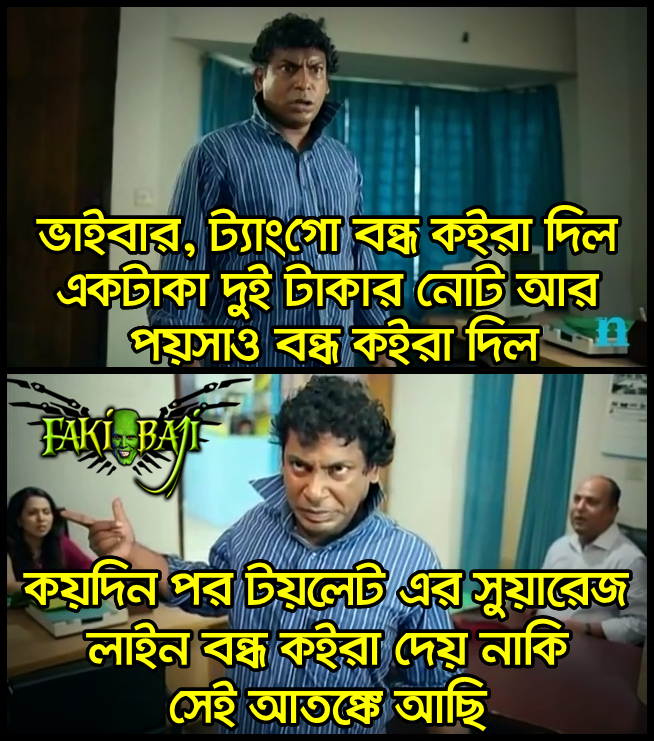 ভাইবার, ট্যাংগো বন্ধ কইরা দিল
একটাকা দুই টাকার নোট আর
পয়সাও বন্ধ কইরা দিল
n
FAKIBAJI
কয়দিন পর টয়লেট এর সুয়ারেজ
লাইন বন্ধ কইরা দেয় নাকি
সেই আতঙ্কে আছি